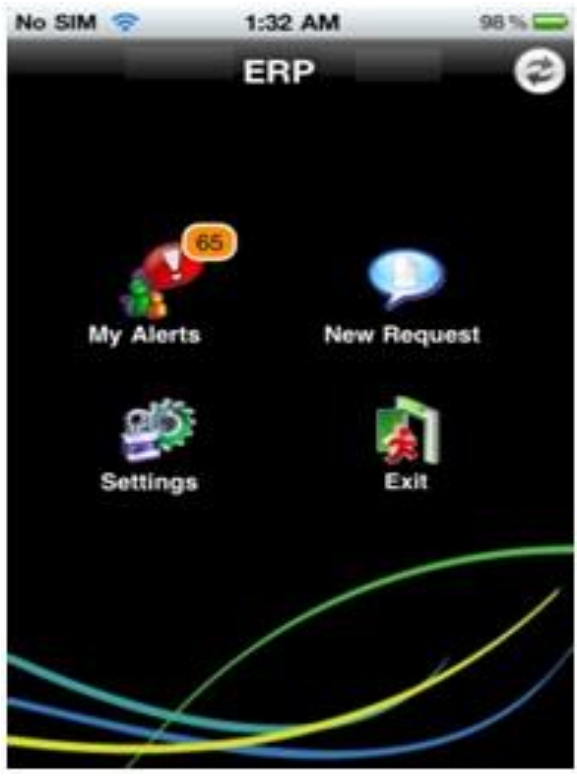 No SIM 1:32 AM 98 %
ERP
65
My Alerts New Request
Settings Exit